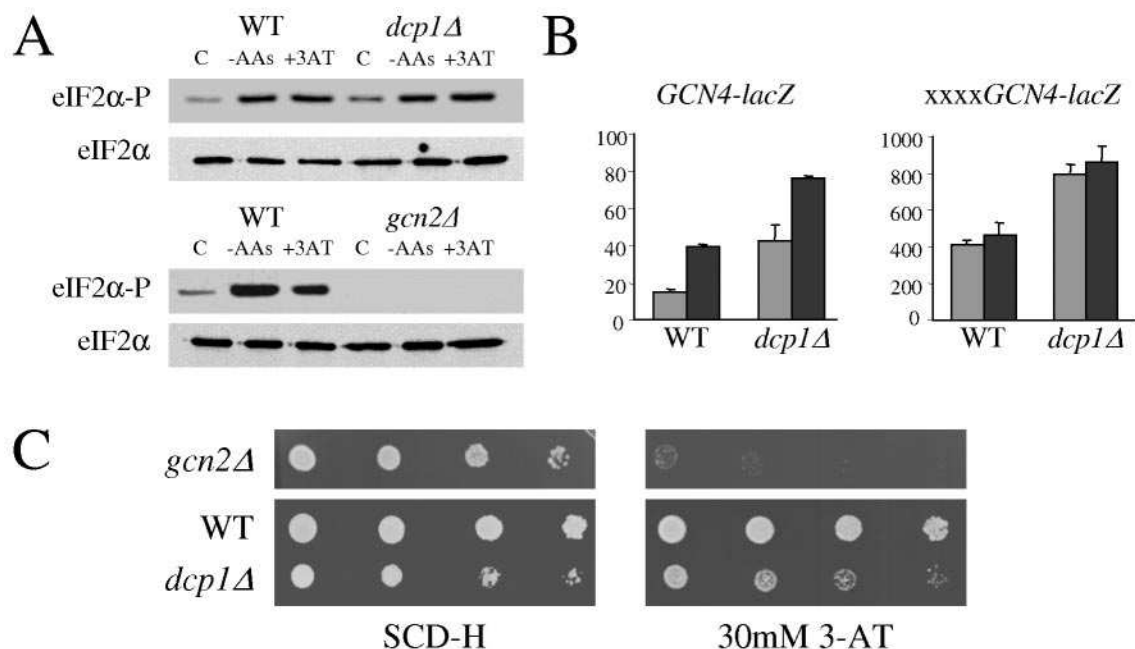 A
WT dcp1Δ
C -AAs +3AT C -AAs +3AT
eIF2α-P
eIF2α
WT gcn2Δ
C -AAs +3AT C -AAs +3AT
eIF2α-P
eIF2α
B
GCN4-lacZ
100
80
60
40
20
0
WT dcp1Δ
xxxxGCN4-lacZ
1000
800
600
400
200
0
WT dcp1Δ
C
gcn2Δ
WT
dcp1Δ
SCD-H 30mM 3-AT